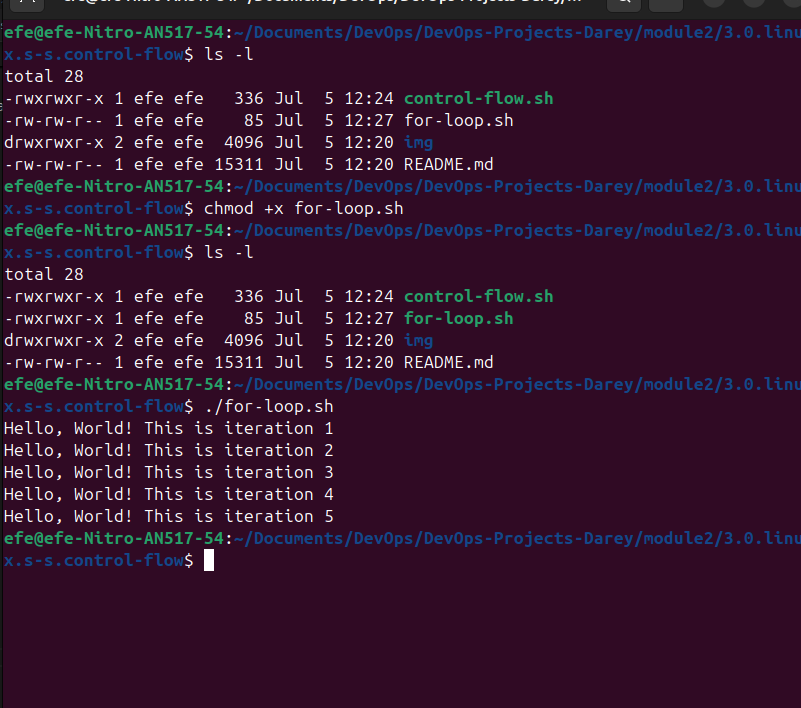 efe@efe-Nitro-AN517-54:~/Documents/DevOps/DevOps-Projects-Darey/module2/3.0.linu
x.s-s.control-flow$ ls -l
total 28
-rwxrwxr-x 1 efe efe   336 Jul  5 12:24 control-flow.sh
-rw-rw-r-- 1 efe efe    85 Jul  5 12:27 for-loop.sh
drwxrwxr-x 2 efe efe  4096 Jul  5 12:20 img
-rw-rw-r-- 1 efe efe 15311 Jul  5 12:20 README.md
efe@efe-Nitro-AN517-54:~/Documents/DevOps/DevOps-Projects-Darey/module2/3.0.linu
x.s-s.control-flow$ chmod +x for-loop.sh
efe@efe-Nitro-AN517-54:~/Documents/DevOps/DevOps-Projects-Darey/module2/3.0.linu
x.s-s.control-flow$ ls -l
total 28
-rwxrwxr-x 1 efe efe   336 Jul  5 12:24 control-flow.sh
-rwxrwxr-x 1 efe efe    85 Jul  5 12:27 for-loop.sh
drwxrwxr-x 2 efe efe  4096 Jul  5 12:20 img
-rw-rw-r-- 1 efe efe 15311 Jul  5 12:20 README.md
efe@efe-Nitro-AN517-54:~/Documents/DevOps/DevOps-Projects-Darey/module2/3.0.linu
x.s-s.control-flow$ ./for-loop.sh
Hello, World! This is iteration 1
Hello, World! This is iteration 2
Hello, World! This is iteration 3
Hello, World! This is iteration 4
Hello, World! This is iteration 5
efe@efe-Nitro-AN517-54:~/Documents/DevOps/DevOps-Projects-Darey/module2/3.0.linu
x.s-s.control-flow$